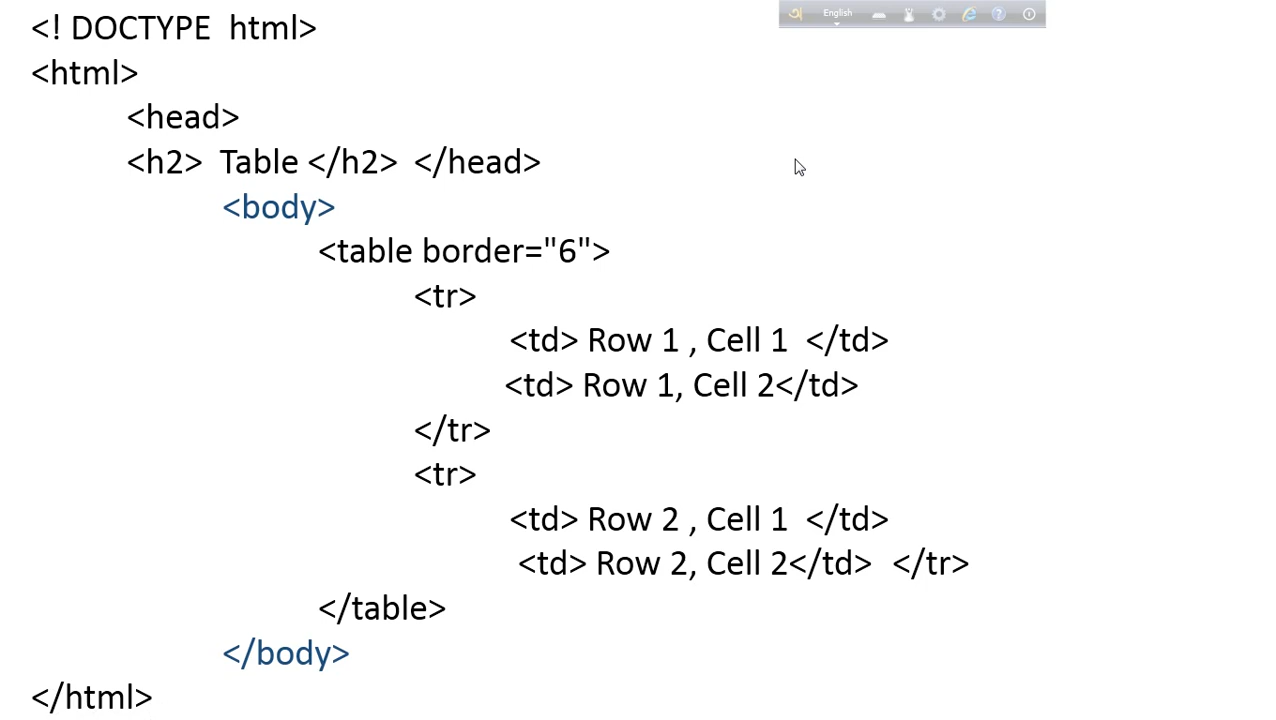 English
<! DOCTYPE  html>
<html>
<head>
<h2>  Table </h2>  </head>
<body>
<table border="6">
<tr>
<td> Row 1 , Cell 1  </td>
<td> Row 1, Cell 2</td>
</tr>
<tr>
<td> Row 2 , Cell 1  </td>
<td> Row 2, Cell 2</td>  </tr>
</table>
</body>
</html>